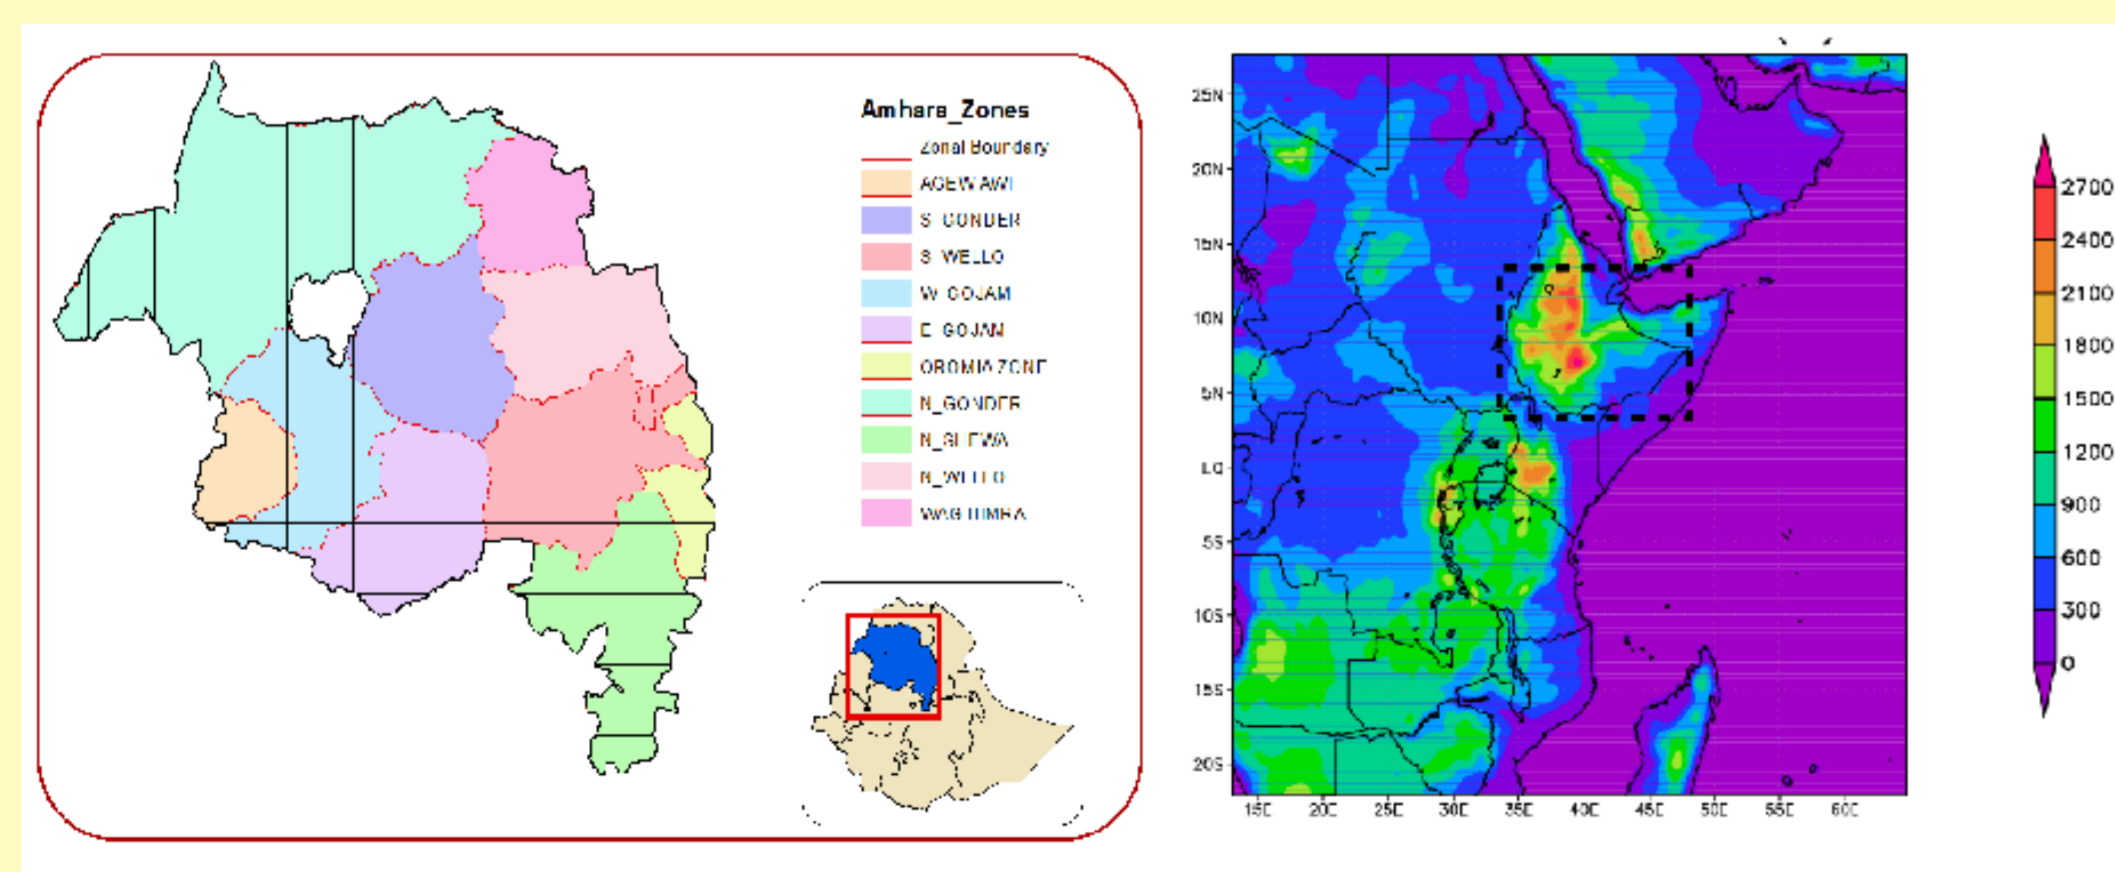 Amhara_Zones
Zonal Boundary
AGEW AWI
S_GONDER
S_WELLO
W_GOJAM
E_GOJAM
OROMIA ZONE
N_GONDER
N_SHEWA
N_WELLO
WAG HIMRA
25N
20N
15N
10N
5N
EQ
5S
10S
15S
20S
15E 20E 25E 30E 35E 40E 45E 50E 55E 60E
2700
2400
2100
1800
1500
1200
900
600
300
0